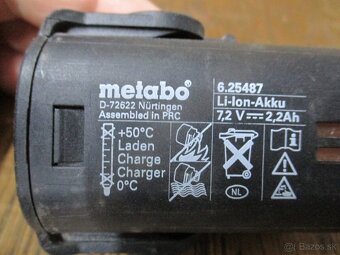 metabo
D-72622 Nürtingen
Assembled in PRC
+50°C
Laden
Charge
Charger
0°C
6.25487
Li-Ion-Akku
7,2 V⎓2,2Ah
NL
bazos.sk